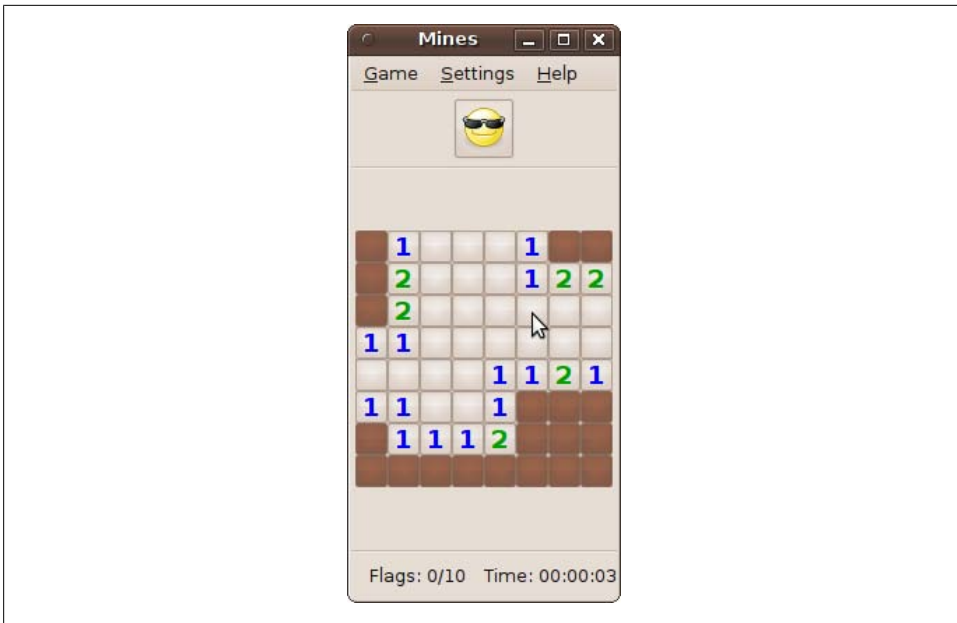 Mines
Game Settings Help
1 1
2 1 2 2
2
1 1
1 1 2 1
1 1 1
1 1 1 2
Flags: 0/10 Time: 00:00:03